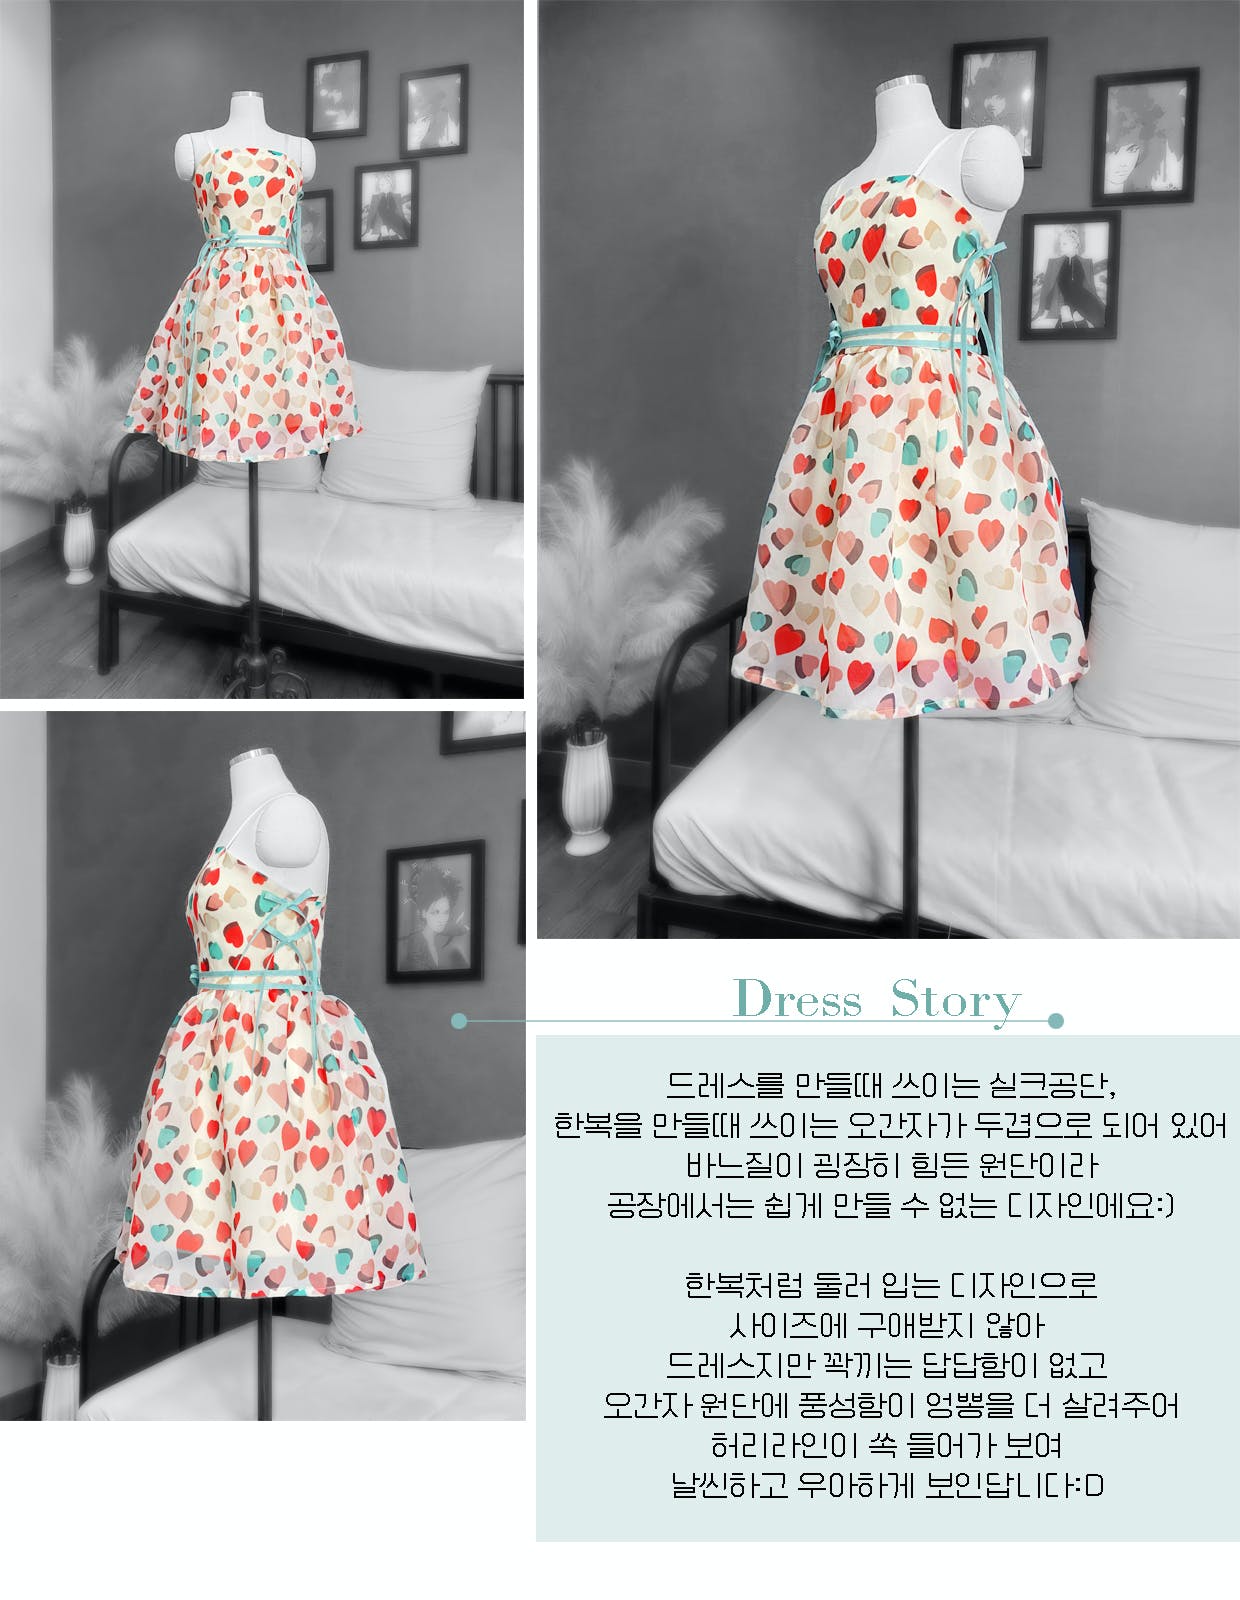 Dress Story
드레스를 만들때 쓰이는 실크공단,
한복을 만들때 쓰이는 오간자가 두겹으로 되어 있어
바느질이 굉장히 힘든 원단이라
공장에서는 쉽게 만들 수 없는 디자인에요:)
한복처럼 둘러 입는 디자인으로
사이즈에 구애받지 않아
드레스지만 꽉끼는 답답함이 없고
오간자 원단에 풍성함이 엉뽕을 더 살려주어
허리라인이 쏙 들어가 보여
날씬하고 우아하게 보인답니다:D